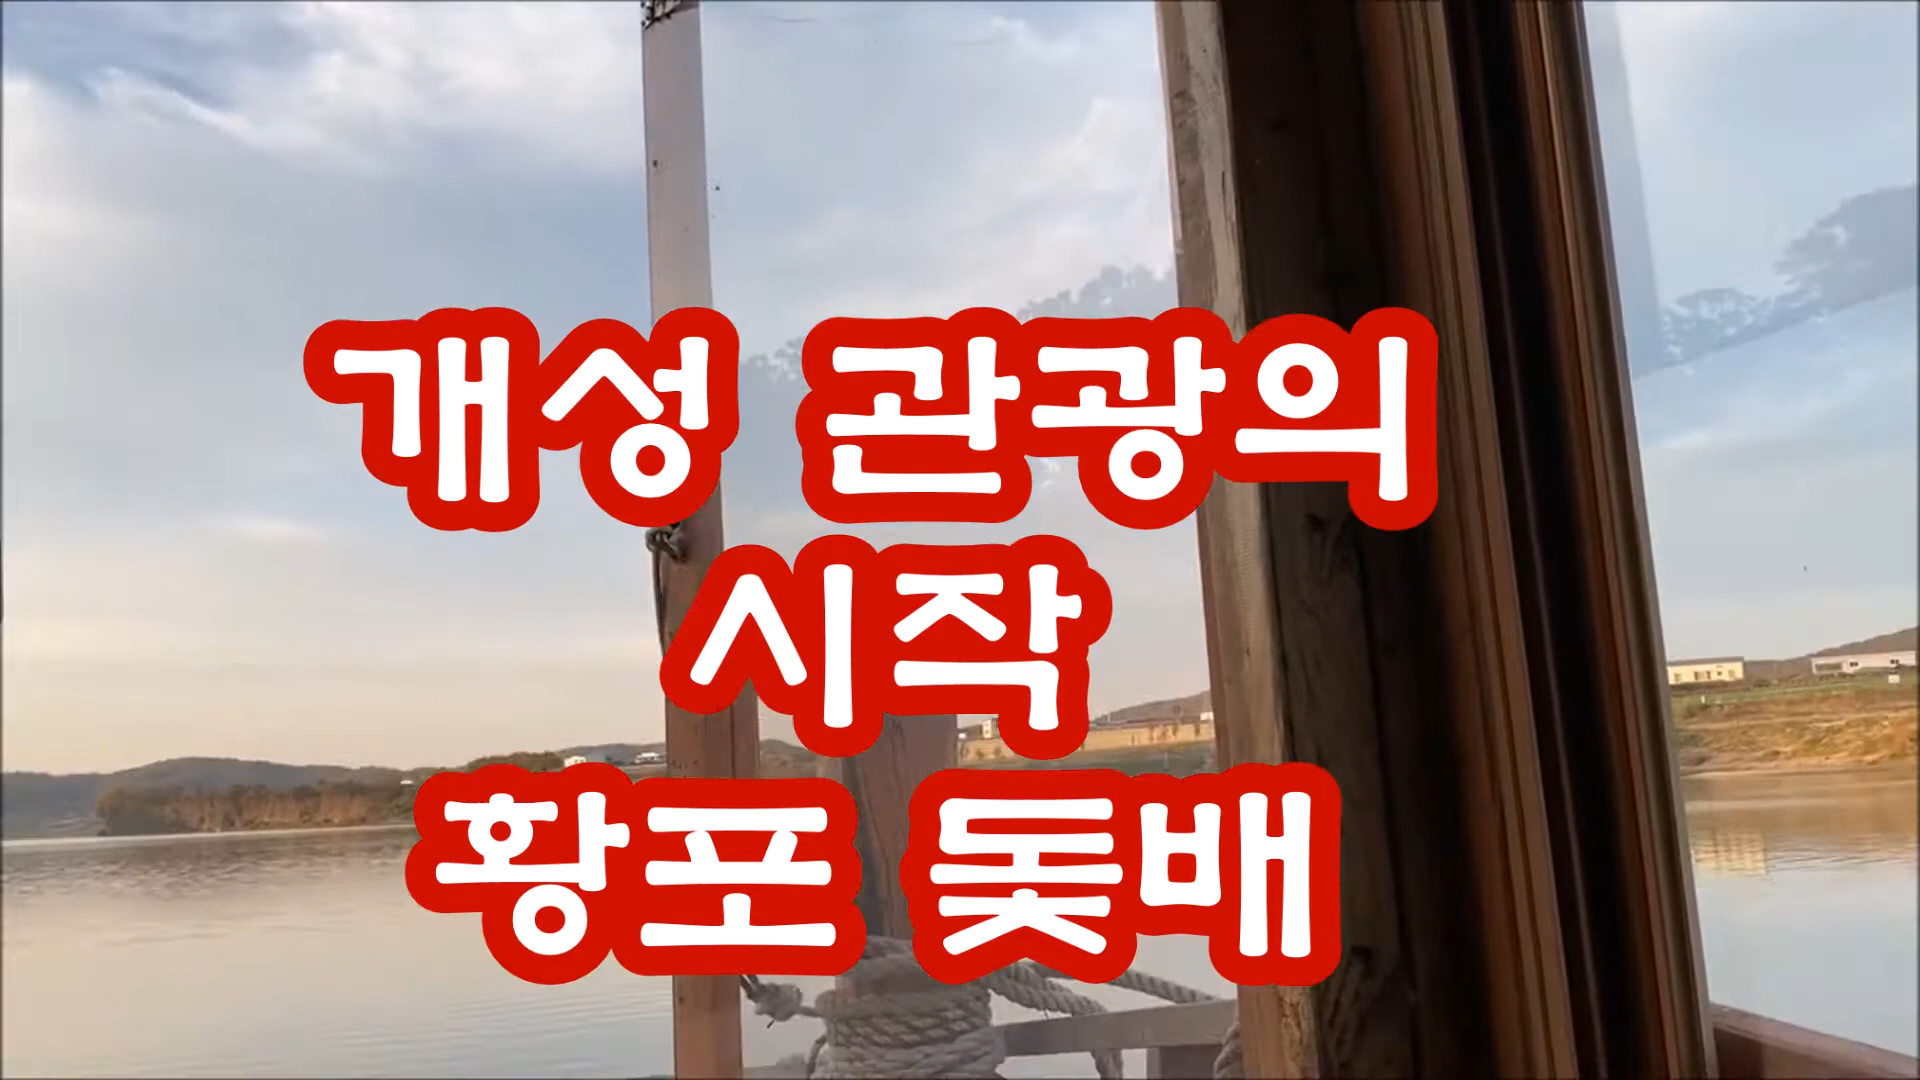 개성 관광의
시작
황포 돛배